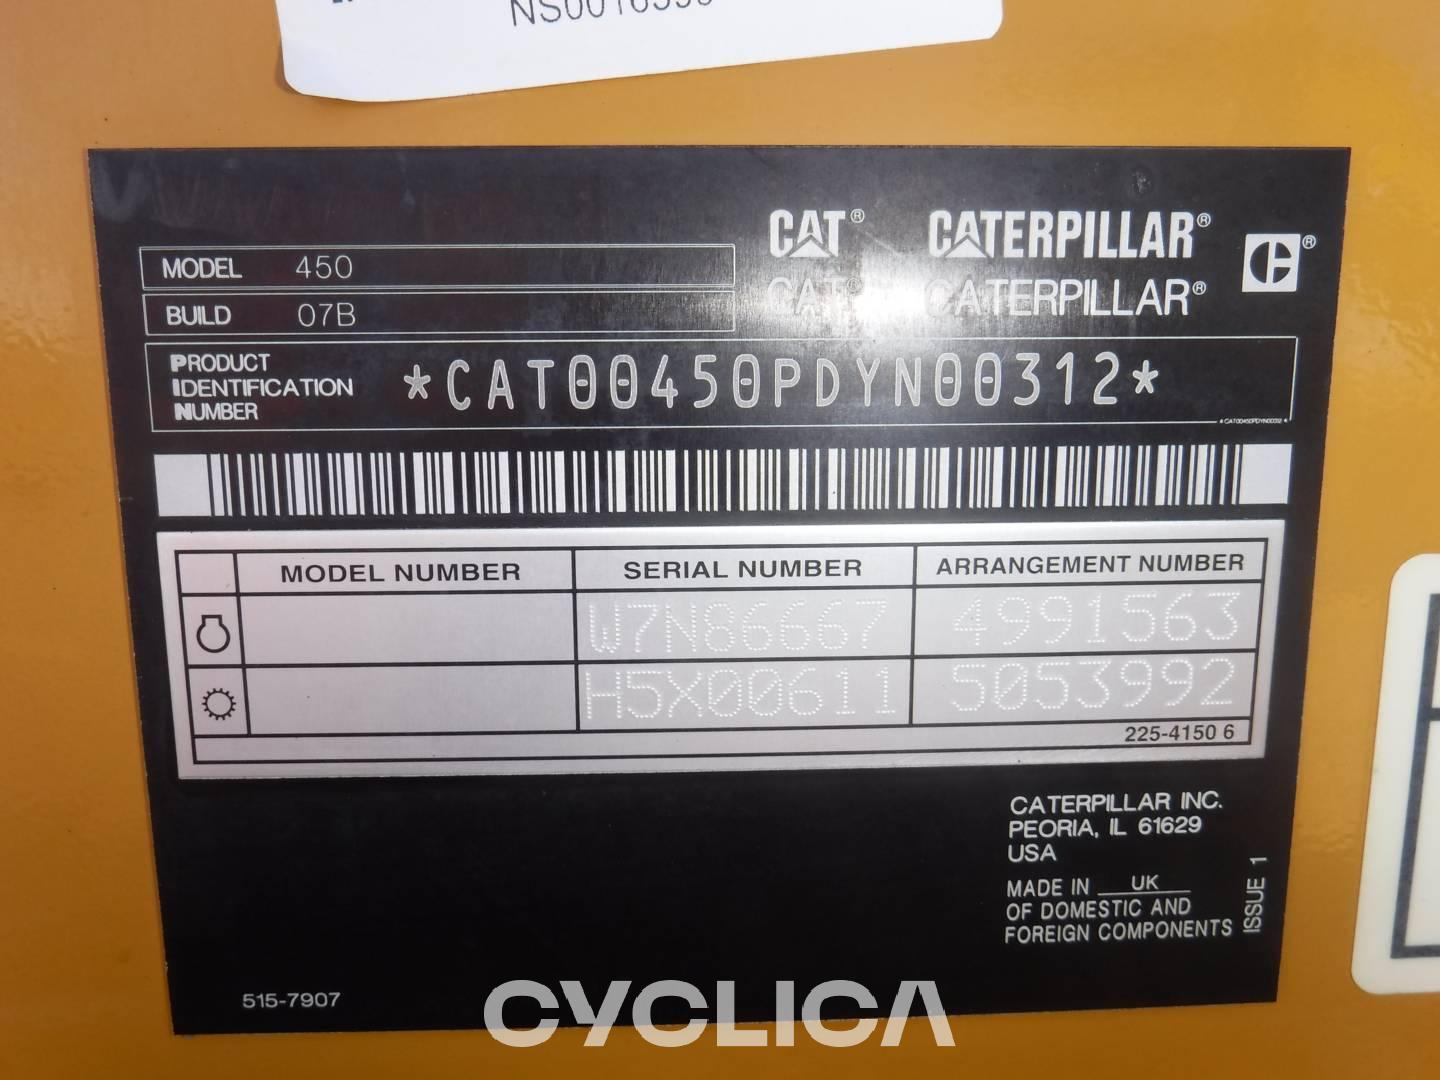 CAT® CATERPILLAR®
CAT® CATERPILLAR®
MODEL 450
BUILD 07B
PRODUCT
IDENTIFICATION
NUMBER
*CAT00450PDYN00312*
*CAT00450PDYN00312*
MODEL NUMBER SERIAL NUMBER ARRANGEMENT NUMBER
W7N86667 4991563
H5X00611 5053992
225-4150 6
CATERPILLAR INC.
PEORIA, IL 61629
USA
MADE IN UK
OF DOMESTIC AND
FOREIGN COMPONENTS
ISSUE 1
515-7907
CYCLICA